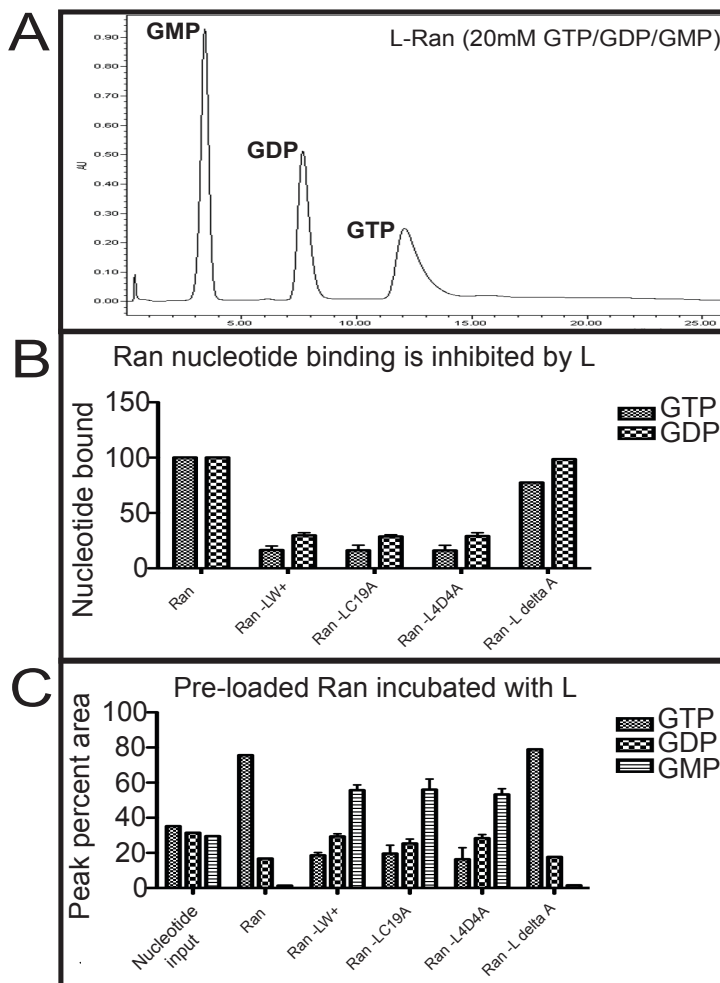 A
L-Ran (20mM GTP/GDP/GMP)
GMP
GDP
GTP
AU
0.90
0.80
0.70
0.60
0.50
0.40
0.30
0.20
0.10
0.00
5.00
10.00
15.00
20.00
25.00
B
Ran nucleotide binding is inhibited by L
Nucleotide bound
150
100
50
0
GTP
GDP
Ran
Ran -LW+
Ran -LC19A
Ran -L4D4A
Ran -L delta A
C
Pre-loaded Ran incubated with L
Peak percent area
100
80
60
40
20
0
GTP
GDP
GMP
Nucleotide
input
Ran
Ran -LW+
Ran -LC19A
Ran -L4D4A
Ran -L delta A